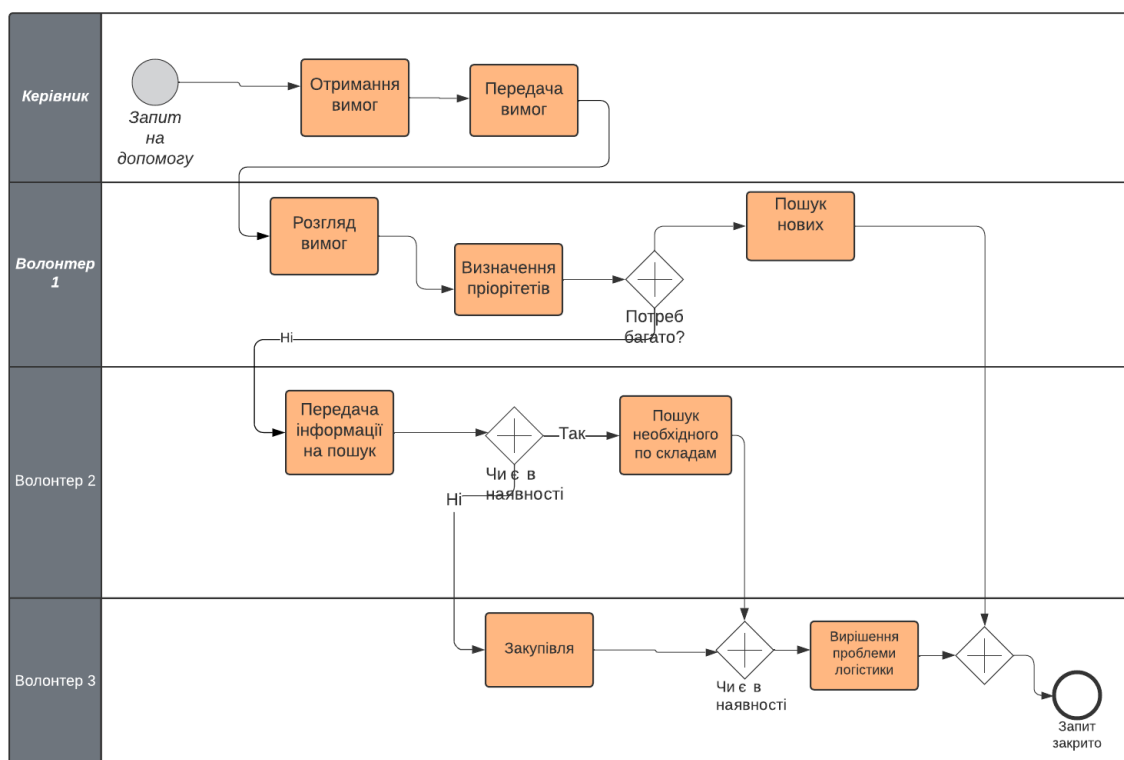 Керівник
Запит
на
допомогу
Отримання
вимог
Передача
вимог
Волонтер
1
Розгляд
вимог
Визначення
пріорітетів
Потреб
багато?
Пошук
нових
Ні
Волонтер 2
Передача
інформації
на пошук
Чи є в
наявності
Так
Ні
Пошук
необхідного
по складам
Волонтер 3
Закупівля
Чи є в
наявності
Вирішення
проблеми
логістики
Запит
закрито